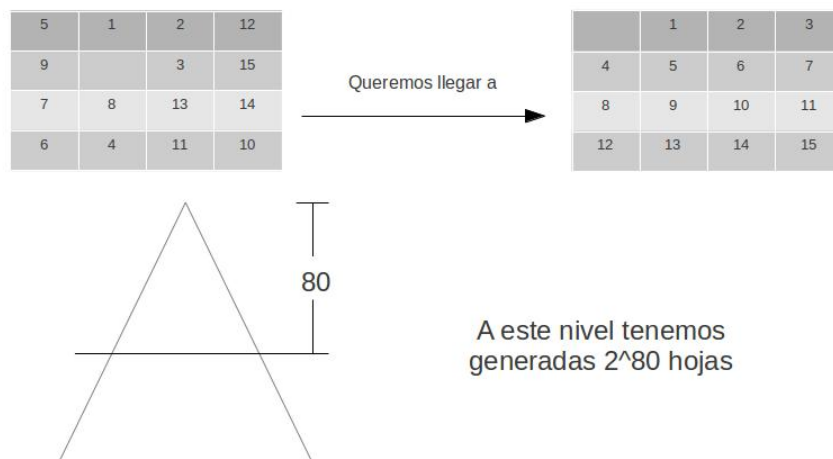 5 1 2 12
9 3 15
7 8 13 14
6 4 11 10
Queremos llegar a
1 2 3
4 5 6 7
8 9 10 11
12 13 14 15
80
A este nivel tenemos
generadas 2^80 hojas